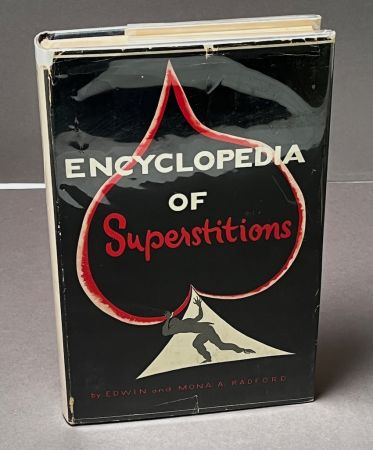 ENCYCLOPEDIA
OF
Superstitions
by EDWIN and MONA A. RADFORD